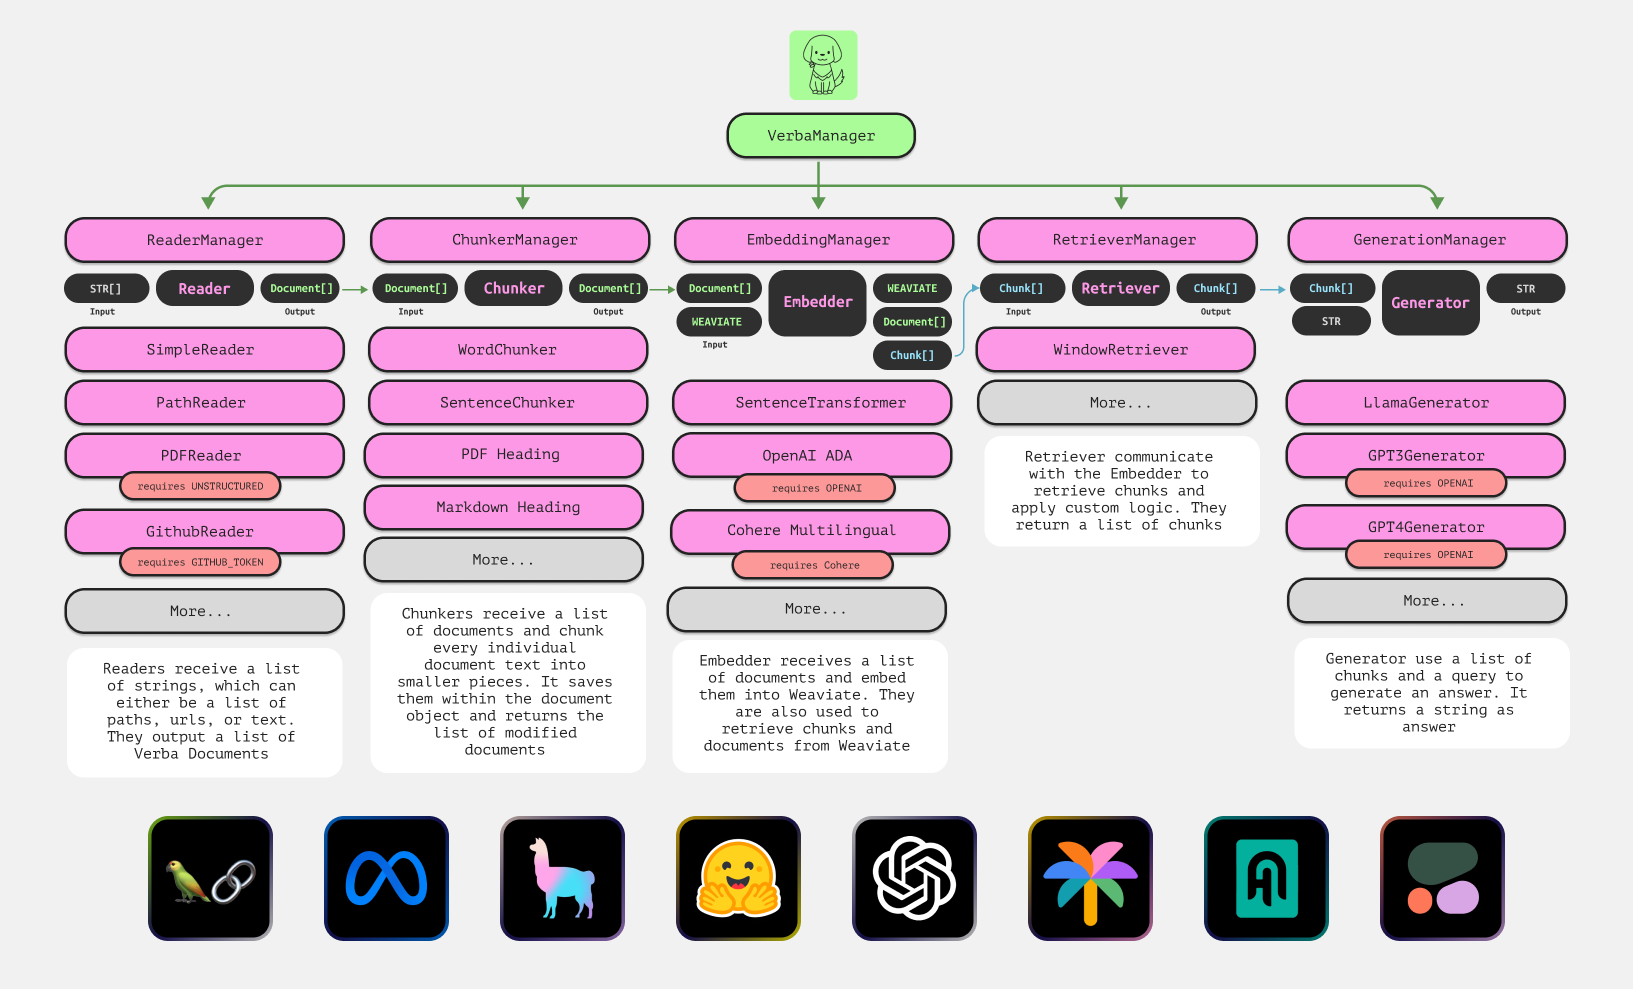 VerbaManager
ReaderManager
STR[]
Reader
Document[]
Input
Output
SimpleReader
PathReader
PDFReader
requires UNSTRUCTURED
GithubReader
requires GITHUB_TOKEN
More...
Readers receive a list
of strings, which can
either be a list of
paths, urls, or text.
They output a list of
Verba Documents
ChunkerManager
Document[]
Chunker
Document[]
Input
Output
WordChunker
SentenceChunker
PDF Heading
Markdown Heading
More...
Chunkers receive a list
of documents and chunk
every individual
document text into
smaller pieces. It saves
them within the document
object and returns the
list of modified
documents
EmbeddingManager
Document[]
WEAVIATE
Input
Embedder
WEAVIATE
Document[]
Chunk[]
SentenceTransformer
OpenAI ADA
requires OPENAI
Cohere Multilingual
requires Cohere
More...
Embedder receives a list
of documents and embed
them into Weaviate. They
are also used to
retrieve chunks and
documents from Weaviate
RetrieverManager
Chunk[]
Retriever
Chunk[]
Input
Output
WindowRetriever
More...
Retriever communicate
with the Embedder to
retrieve chunks and
apply custom logic. They
return a list of chunks
GenerationManager
Chunk[]
STR
Generator
STR
Output
LlamaGenerator
GPT3Generator
requires OPENAI
GPT4Generator
requires OPENAI
More...
Generator use a list of
chunks and a query to
generate an answer. It
returns a string as
answer